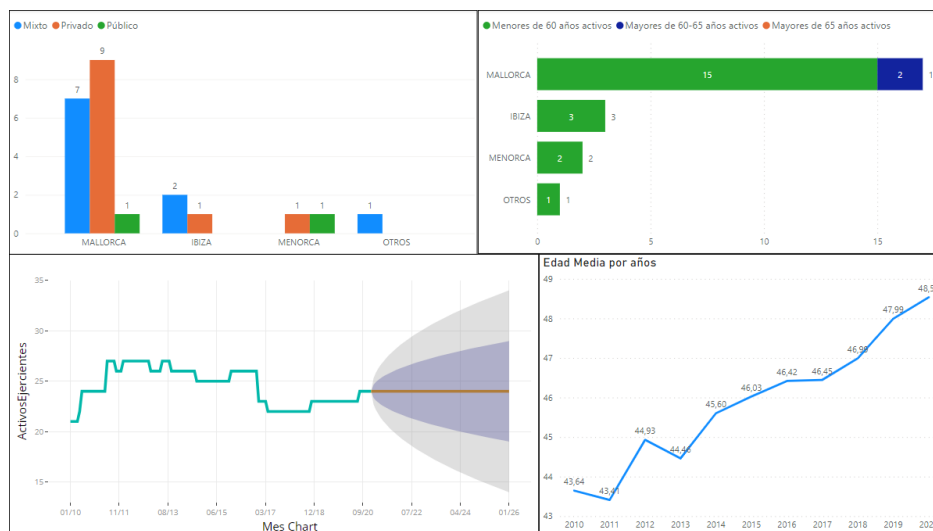 Mixto Privado Público
9
8
7
6
4
2
2
1
1
1
1
1
0
MALLORCA IBIZA MENORCA OTROS
Menores de 60 años activos Mayores de 60-65 años activos Mayores de 65 años activos
MALLORCA 15 2
IBIZA 3 3
MENORCA 2 2
OTROS 1 1
0 5 10 15
35
30
25
20
15
ActivosEjercientes
01/10 11/11 08/13 06/15 03/17 12/18 09/20 07/22 04/24 01/26
Mes Chart
Edad Media por años
49
48
47
46
45
44
43
43,64
43,41
44,93
44,46
45,60
46,03
46,42
46,45
46,99
47,99
2010 2011 2012 2013 2014 2015 2016 2017 2018 2019